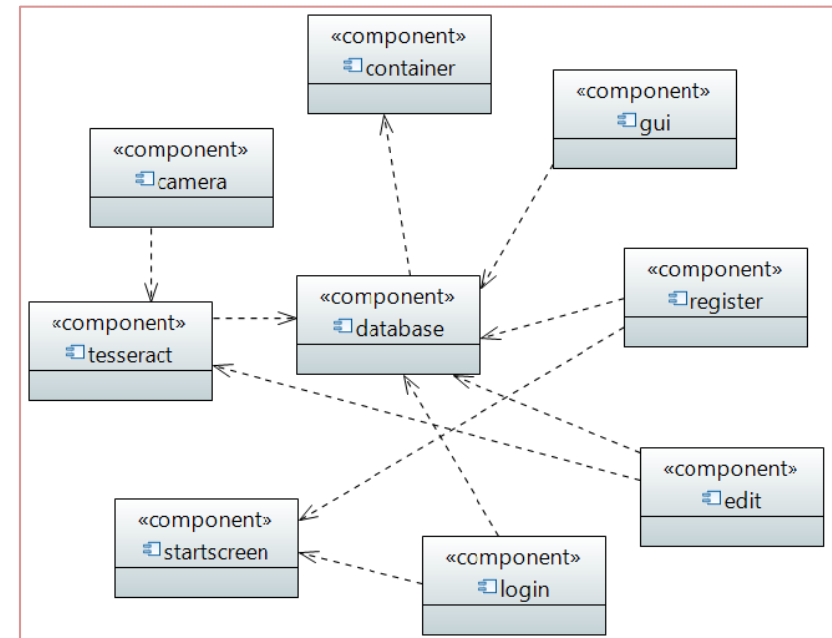 «component»
container
«component»
gui
«component»
camera
«component»
register
«component»
database
«component»
tesseract
«component»
edit
«component»
startscreen
«component»
login